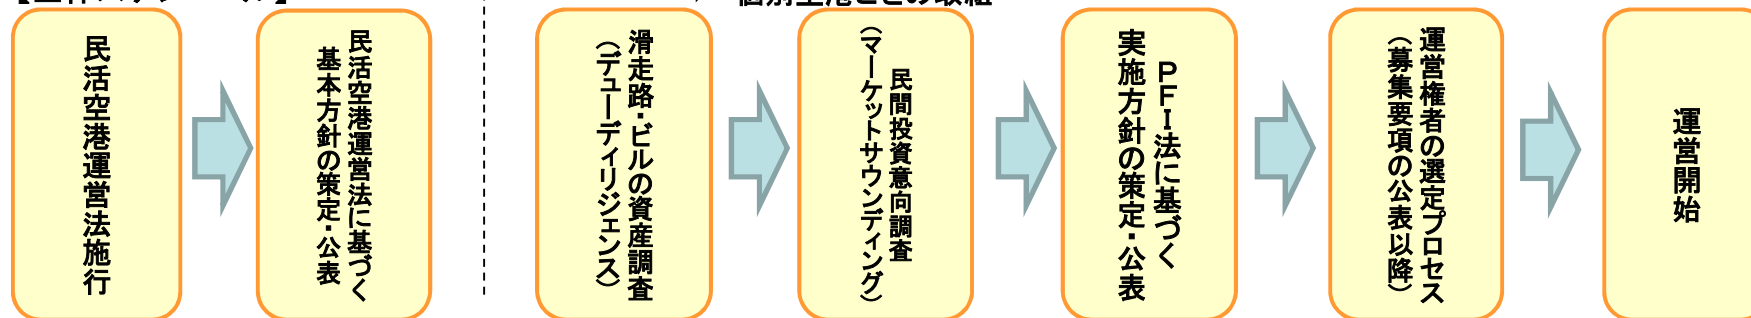 民活空港運営法施行
民活空港運営法に基づく
基本方針の策定・公表
滑走路・ビルの資産調査
（デューディリジェンス）
民間投資意向調査
（マーケットサウンディング）
ＰＦＩ法に基づく
実施方針の策定・公表
運営権者の選定プロセス
（募集要項の公表以降）
運営開始